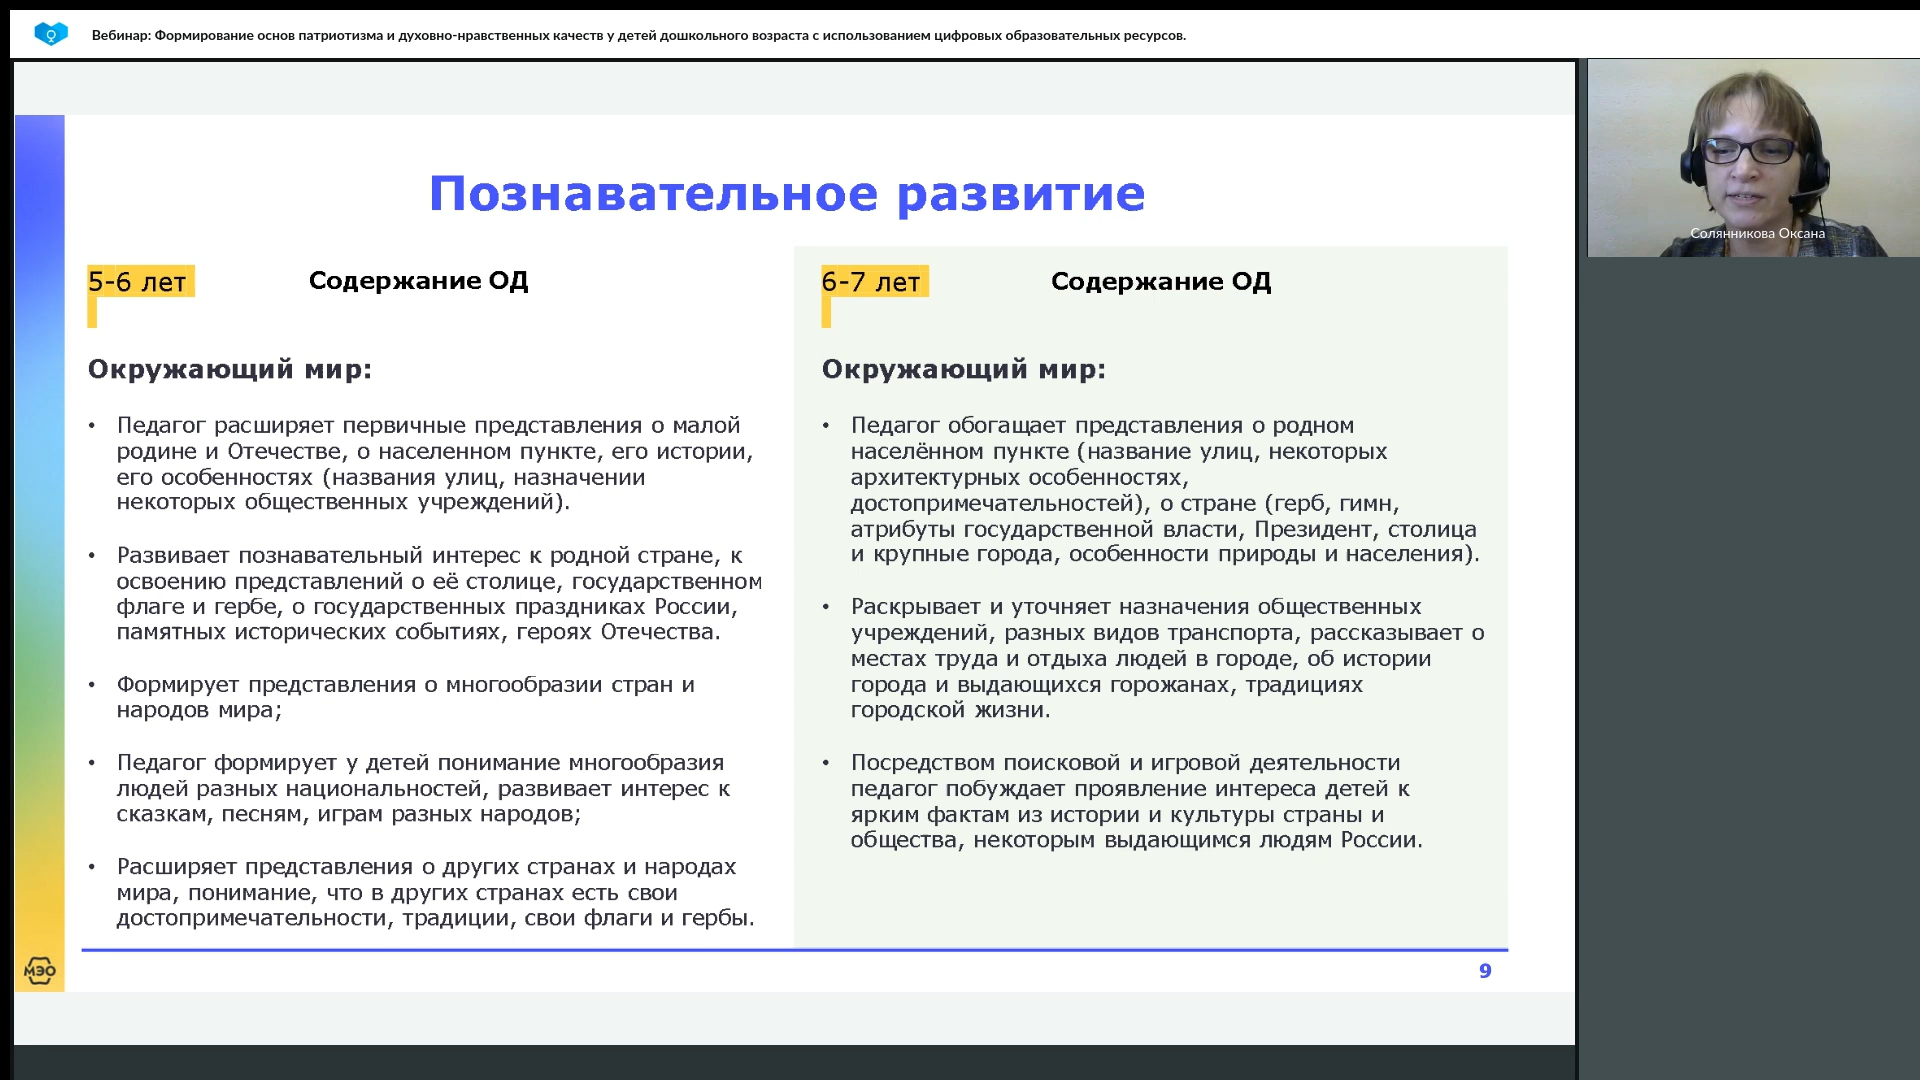 Вебинар: Формирование основ патриотизма и духовно-нравственных качеств у детей дошкольного возраста с использованием цифровых образовательных ресурсов.
Солянникова Оксана
Познавательное развитие
5-6 лет
Содержание ОД
Окружающий мир:
• Педагог расширяет первичные представления о малой
родине и Отечестве, о населенном пункте, его истории,
его особенностях (названия улиц, назначении
некоторых общественных учреждений).
• Развивает познавательный интерес к родной стране, к
освоению представлений о её столице, государственном
флаге и гербе, о государственных праздниках России,
памятных исторических событиях, героях Отечества.
• Формирует представления о многообразии стран и
народов мира;
• Педагог формирует у детей понимание многообразия
людей разных национальностей, развивает интерес к
сказкам, песням, играм разных народов;
• Расширяет представления о других странах и народах
мира, понимание, что в других странах есть свои
достопримечательности, традиции, свои флаги и гербы.
6-7 лет
Содержание ОД
Окружающий мир:
• Педагог обогащает представления о родном
населённом пункте (название улиц, некоторых
архитектурных особенностях,
достопримечательностей), о стране (герб, гимн,
атрибуты государственной власти, Президент, столица
и крупные города, особенности природы и населения).
• Раскрывает и уточняет назначения общественных
учреждений, разных видов транспорта, рассказывает о
местах труда и отдыха людей в городе, об истории
города и выдающихся горожанах, традициях
городской жизни.
• Посредством поисковой и игровой деятельности
педагог побуждает проявление интереса детей к
ярким фактам из истории и культуры страны и
общества, некоторым выдающимся людям России.
МЭО
9